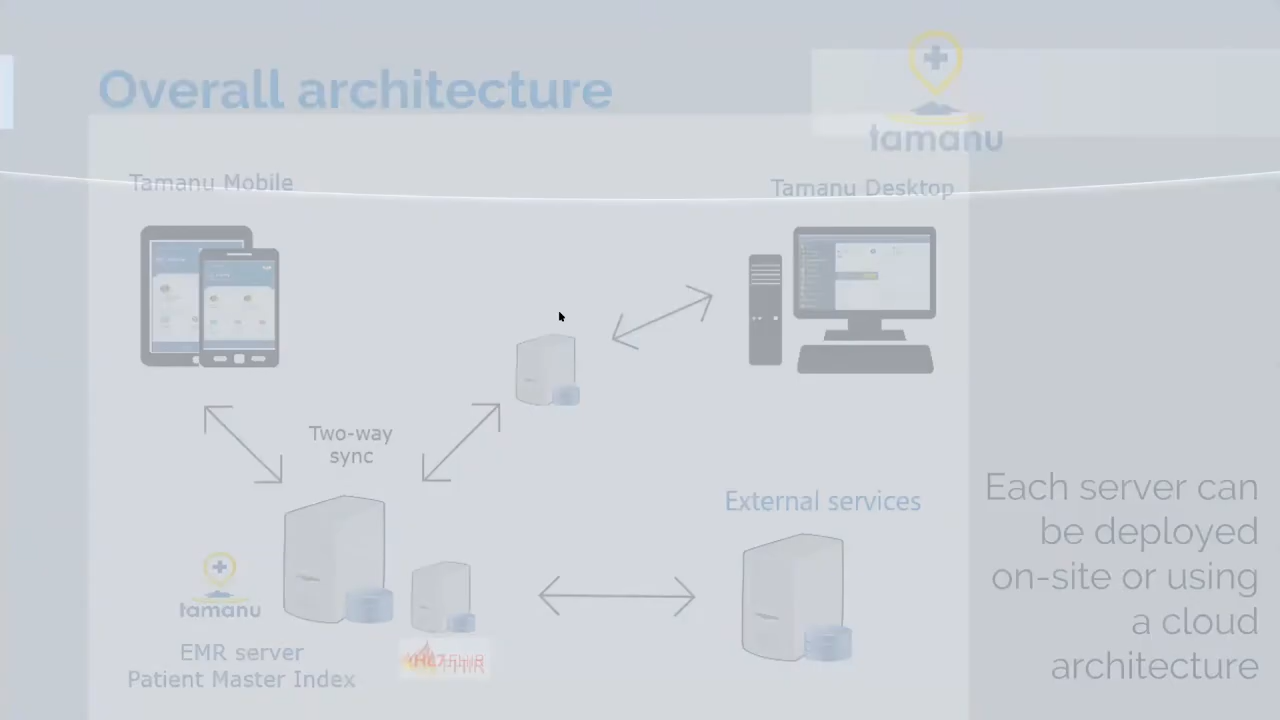 Overall architecture
tamanu
Tamanu Mobile
Tamanu Desktop
Two-way
sync
External services
Each server can
be deployed
on-site or using
a cloud
architecture
tamanu
EMR server
Patient Master Index
FHIR